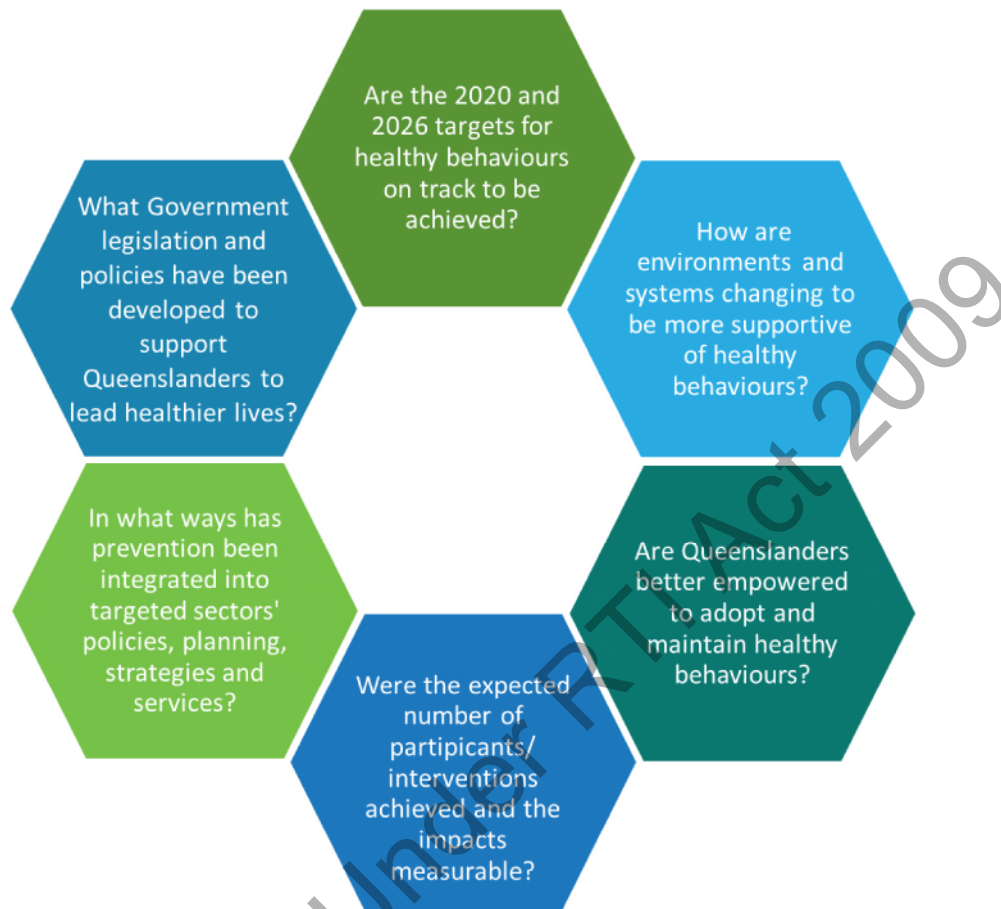 Are the 2020 and
2026 targets for
healthy behaviours
on track to be
achieved?
How are
environments and
systems changing to
be more supportive
of healthy
behaviours?
Are Queenslanders
better empowered
to adopt and
maintain healthy
behaviours?
Were the expected
number of
partipicants/
interventions
achieved and the
impacts
measurable?
In what ways has
prevention been
integrated into
targeted sectors'
policies, planning,
strategies and
services?
What Government
legislation and
policies have been
developed to
support
Queenslanders to
lead healthier lives?
Under RTI Act 2009